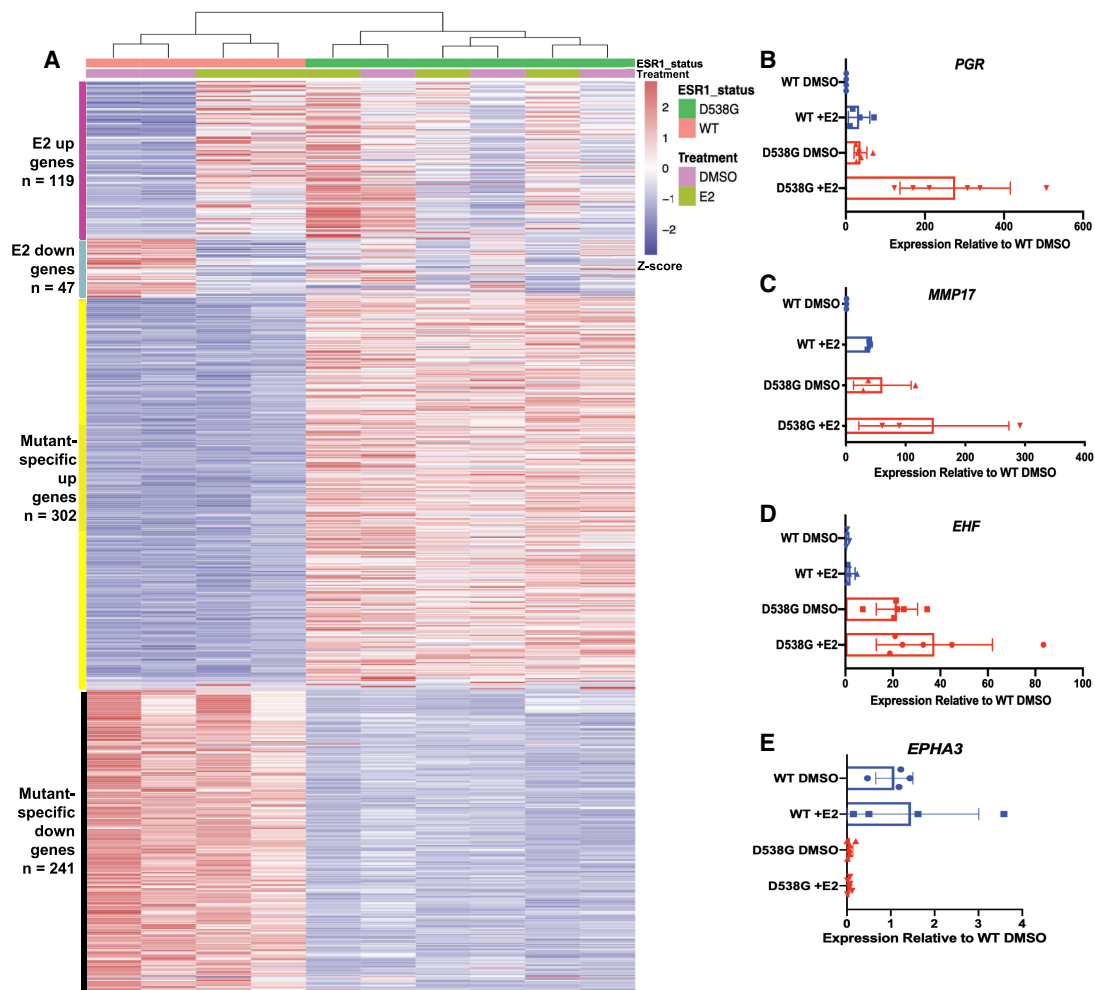 A
ESR1_status
Treatment
E2 up
genes
n = 119
E2 down
genes
n = 47
Mutant-
specific
up
genes
n = 302
Mutant-
specific
down
genes
n = 241
2
1
0
−1
−2
Z-score
ESR1_status
D538G
WT
Treatment
DMSO
E2
B
PGR
WT DMSO
WT +E2
D538G DMSO
D538G +E2
0 200 400 600
Expression Relative to WT DMSO
C
MMP17
WT DMSO
WT +E2
D538G DMSO
D538G +E2
0 100 200 300 400
Expression Relative to WT DMSO
D
EHF
WT DMSO
WT +E2
D538G DMSO
D538G +E2
0 20 40 60 80 100
Expression Relative to WT DMSO
E
EPHA3
WT DMSO
WT +E2
D538G DMSO
D538G +E2
0 1 2 3 4
Expression Relative to WT DMSO